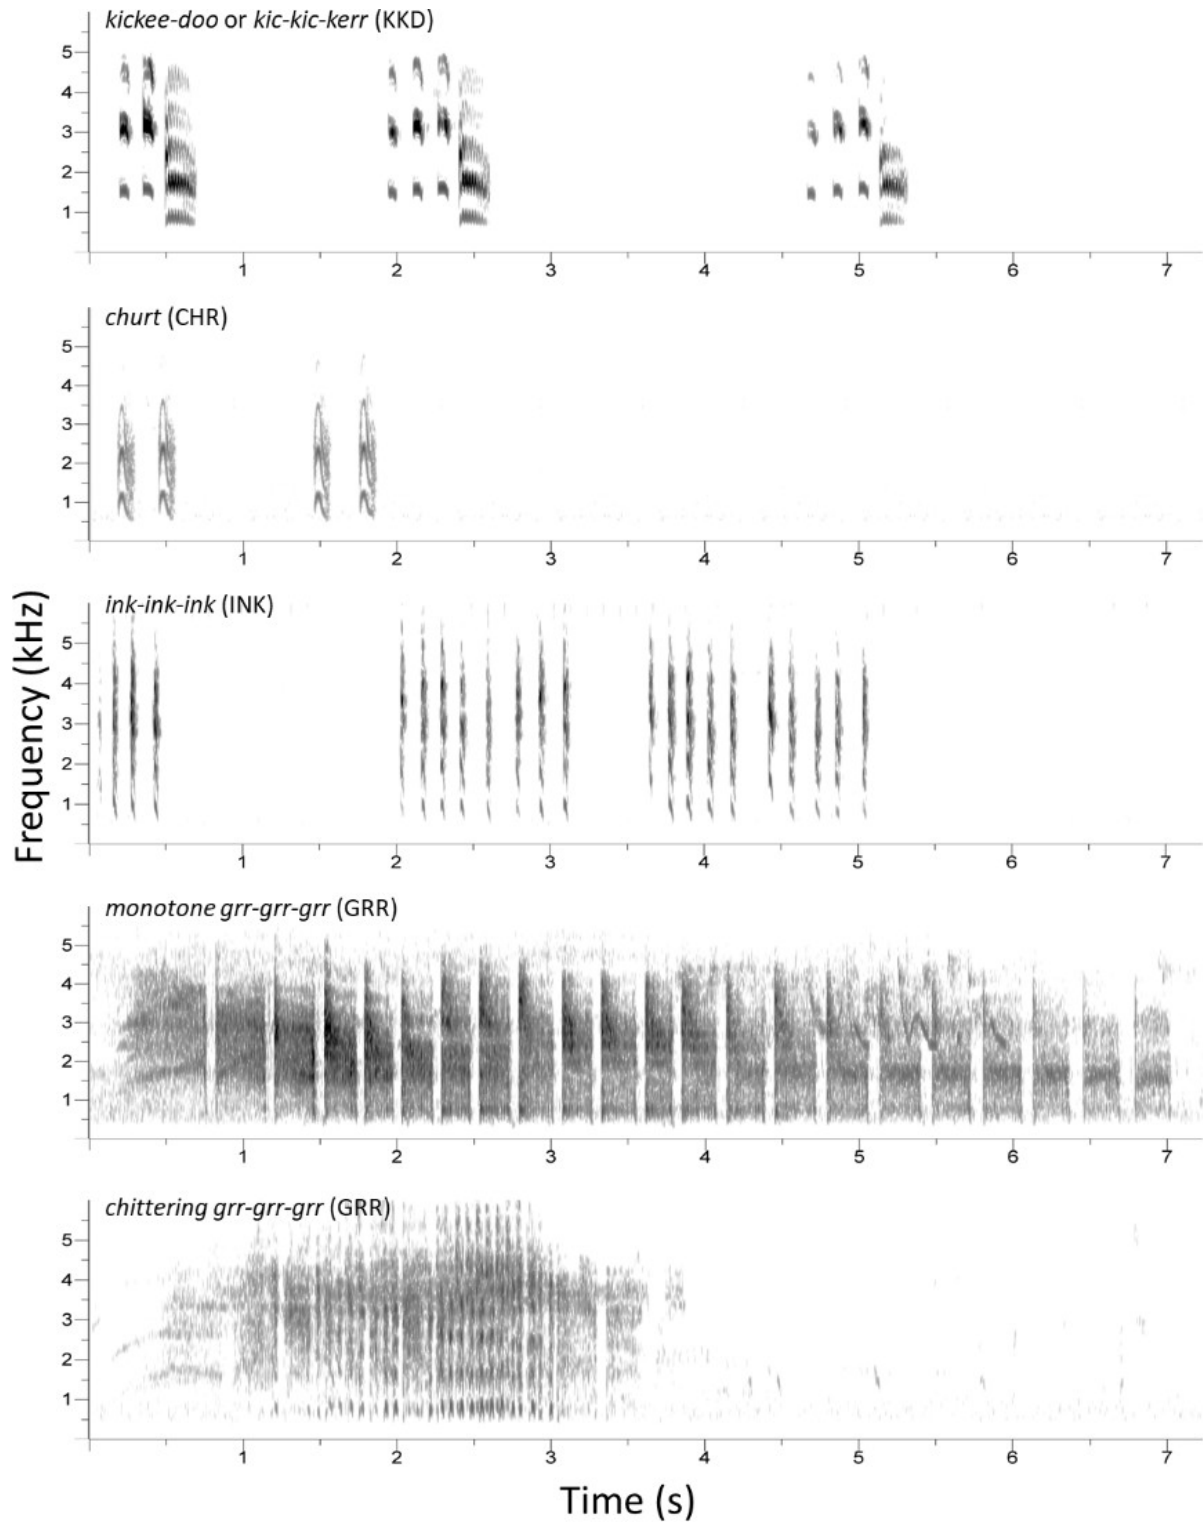 kickee-doo or kic-kic-kerr (KKD)
5
4
3
2
1
1 2 3 4 5 6 7
churt (CHR)
5
4
3
2
1
1 2 3 4 5 6 7
ink-ink-ink (INK)
5
4
3
2
1
1 2 3 4 5 6 7
Frequency (kHz)
monotone grr-grr-grr (GRR)
5
4
3
2
1
1 2 3 4 5 6 7
chittering grr-grr-grr (GRR)
5
4
3
2
1
1 2 3 4 5 6 7
Time (s)